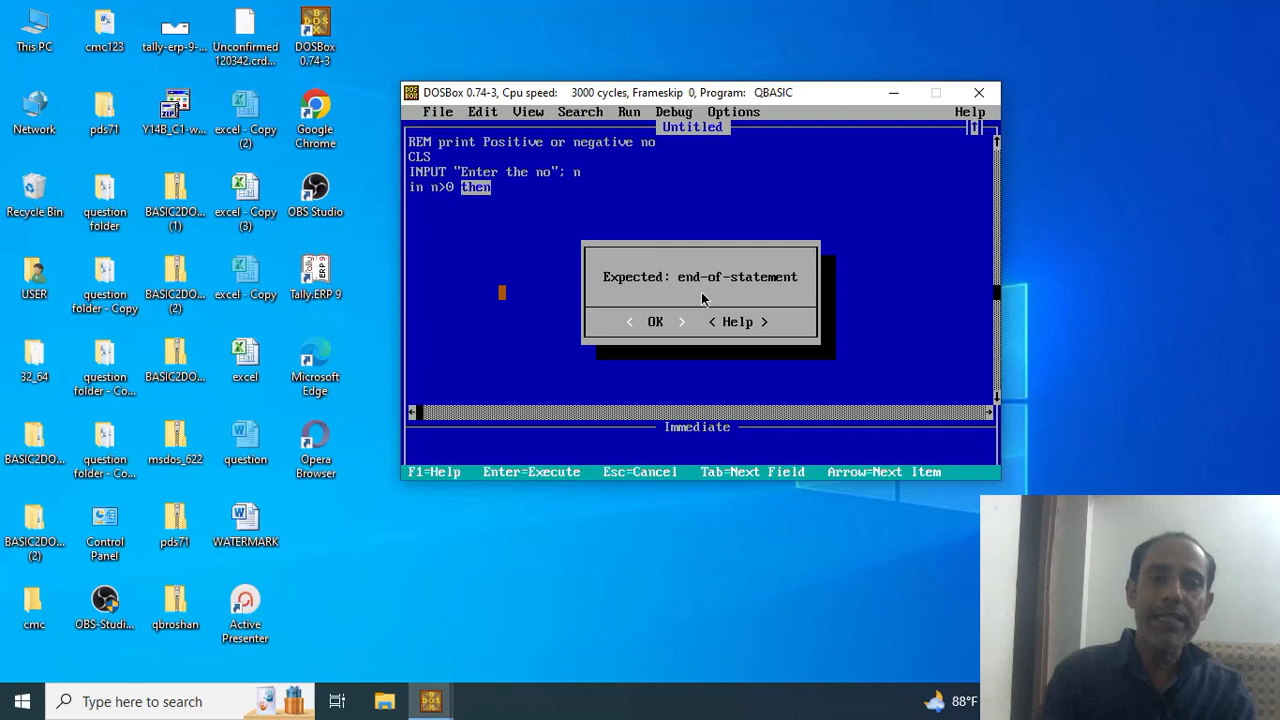 This PC
cmc123
tally-erp-9-...
Unconfirmed
120342.crd...
DOSBox
0.74-3
Network
pds71
Y14B_C1-w...
excel - Copy
(2)
Google
Chrome
Recycle Bin
question
folder
BASIC2DO...
(1)
excel - Copy
(3)
OBS Studio
USER
question
folder - Copy
BASIC2DO...
(2)
excel - Copy
Tally.ERP 9
32_64
question
folder - Co...
BASIC2DO...
excel
Microsoft
Edge
BASIC2DO...
question
folder - Co...
msdos_622
question
Opera
Browser
BASIC2DO...
(2)
Control
Panel
pds71
WATERMARK
cmc
OBS-Studi...
qbroshan
Active
Presenter
DOSBox 0.74-3, Cpu speed: 3000 cycles, Frameskip 0, Program: QBASIC
File Edit View Search Run Debug Options Help
Untitled
REM print Positive or negative no
CLS
INPUT "Enter the no"; n
in n>0 then
Expected: end-of-statement
< OK > < Help >
Immediate
F1=Help Enter=Execute Esc=Cancel Tab=Next Field Arrow=Next Item
Type here to search
88°F